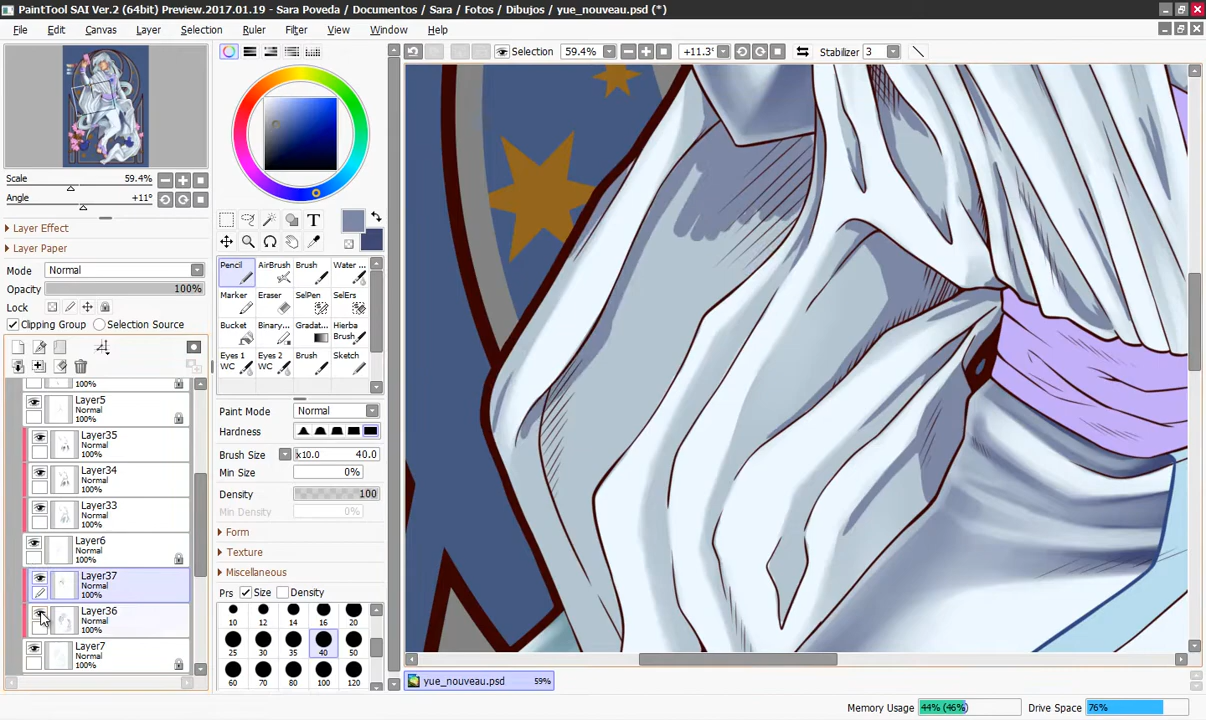 PaintTool SAI Ver.2 (64bit) Preview.2017.01.19 - Sara Poveda / Documentos / Sara / Fotos / Dibujos / yue_nouveau.psd (*)
File Edit Canvas Layer Selection Ruler Filter View Window Help
Selection 59.4% +11.3° Stabilizer 3
Scale 59.4%
Angle +11°
Layer Effect
Layer Paper
Mode Normal
Opacity 100%
Lock
Clipping Group Selection Source
100%
Layer5
Normal
100%
Layer35
Normal
100%
Layer34
Normal
100%
Layer33
Normal
100%
Layer6
Normal
100%
Layer37
Normal
100%
Layer36
Normal
100%
Layer7
Normal
100%
T
Pencil AirBrush Brush Water ...
Marker Eraser SelPen SelErs
Bucket Binary... Gradat... Hierba
Brush
Eyes 1 Eyes 2 Brush Sketch
WC WC
Paint Mode Normal
Hardness
Brush Size x10.0 40.0
Min Size 0%
Density 100
Min Density 0%
Form
Texture
Miscellaneous
Prs Size Density
10 12 14 16 20
25 30 35 40 50
60 70 80 100 120
yue_nouveau.psd 59%
Memory Usage 44% (46%) Drive Space 76%